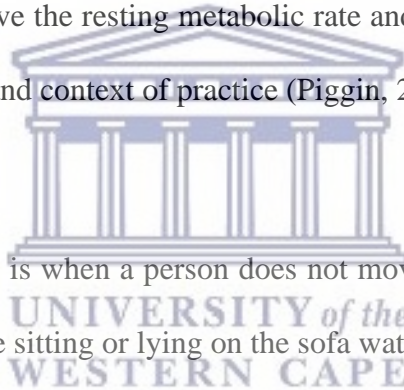 ve the resting metabolic rate and
nd context of practice (Piggin, 2
is when a person does not mov
UNIVERSITY of the
e sitting or lying on the sofa wat
WESTERN CAPE